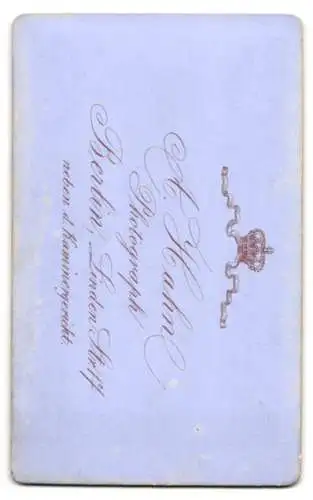 A. Hahn
Photograph
Berlin, Linden Str. 17
neben d. Kammergericht.